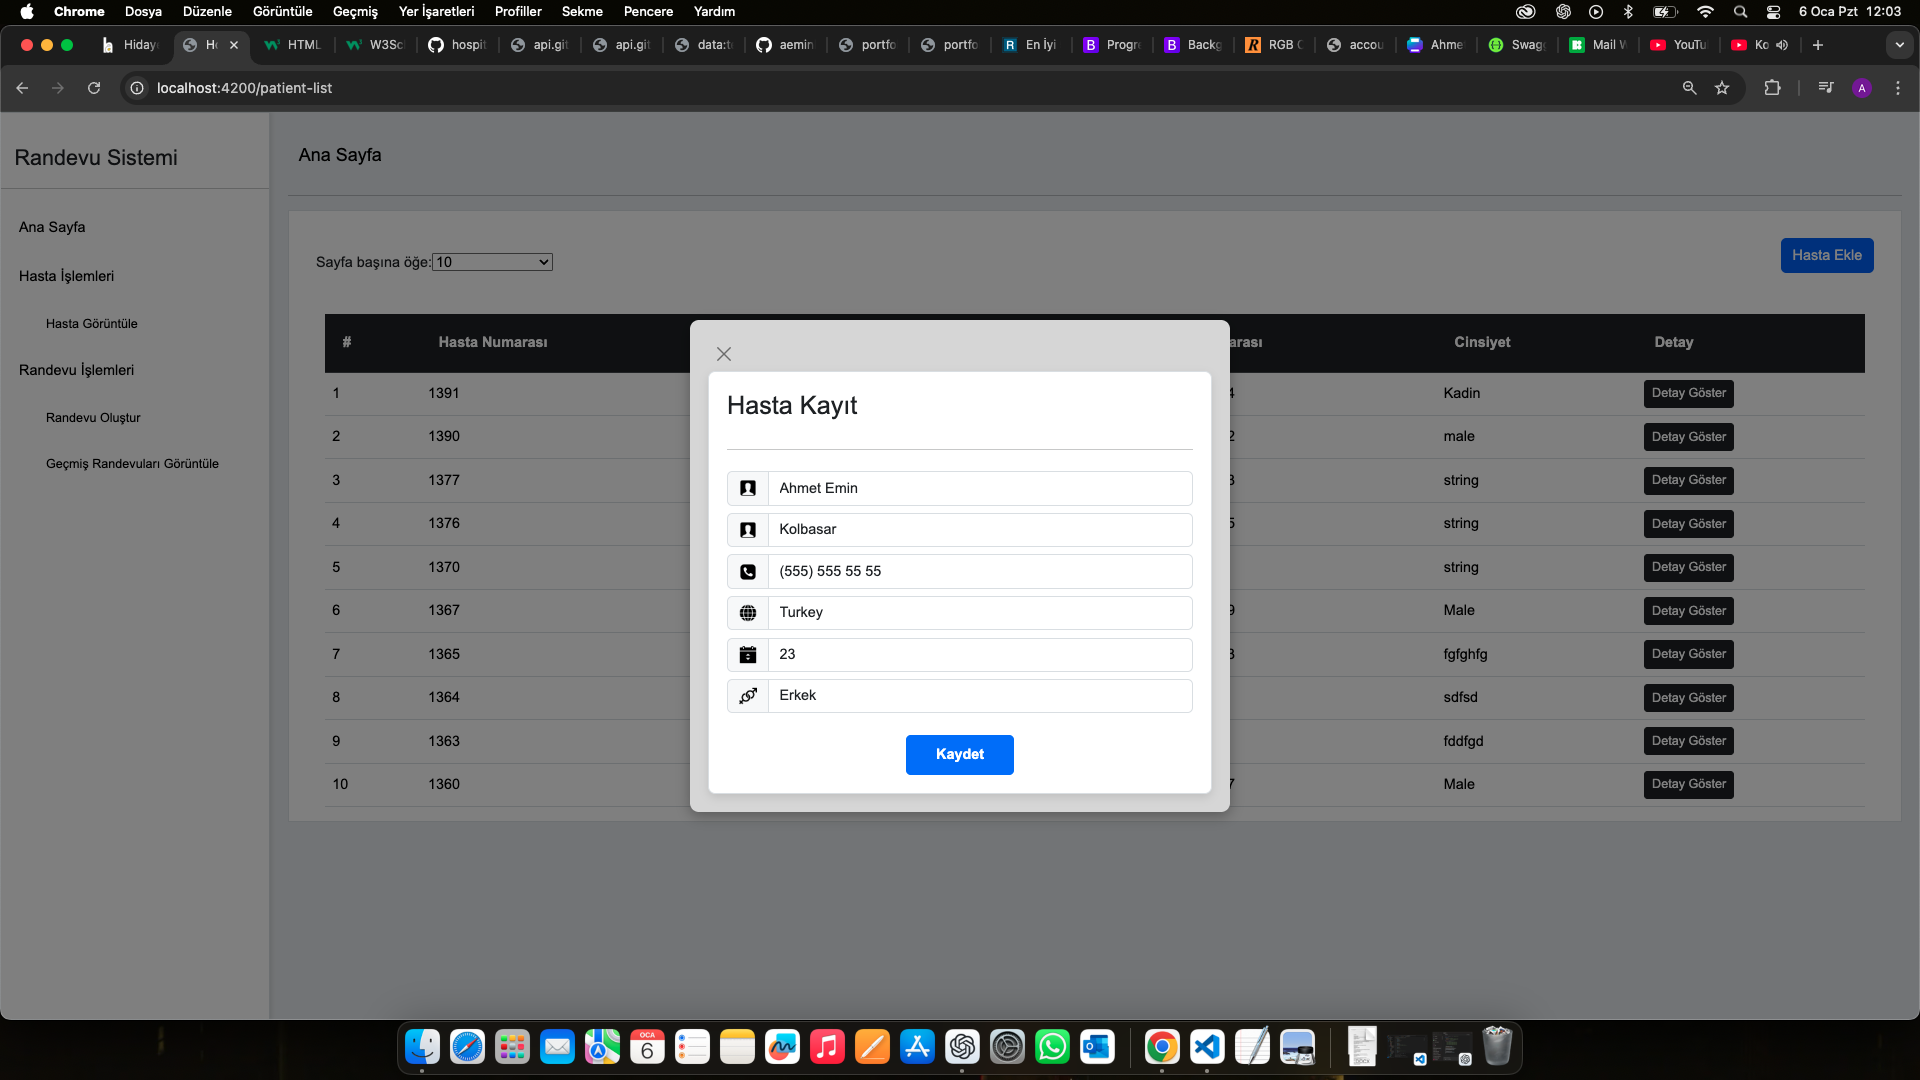 Chrome Dosya Düzenle Görüntüle Geçmiş Yer İşaretleri Profiller Sekme Pencere Yardım 6 Oca Pzt 12:03
HTML W3Sc hospit api.git api.git aemin portfo portfo En İyi Progr Backg RGB C accou Ahme Swagg Mail W YouTu Ko
localhost:4200/patient-list A
Randevu Sistemi
Ana Sayfa
Hasta İşlemleri
Hasta Görüntüle
Randevu İşlemleri
Randevu Oluştur
Geçmiş Randevuları Görüntüle
Ana Sayfa
Sayfa başına öğe: 10
Hasta Ekle
# Hasta Numarası arası Cinsiyet Detay
1 1391 4 Kadin Detay Göster
2 1390 2 male Detay Göster
3 1377 3 string Detay Göster
4 1376 5 string Detay Göster
5 1370 string Detay Göster
6 1367 9 Male Detay Göster
7 1365 3 fgfghfg Detay Göster
8 1364 sdfsd Detay Göster
9 1363 fddfgd Detay Göster
10 1360 7 Male Detay Göster
Hasta Kayıt
Ahmet Emin
Kolbasar
(555) 555 55 55
Turkey
23
Erkek
Kaydet
OCA
6